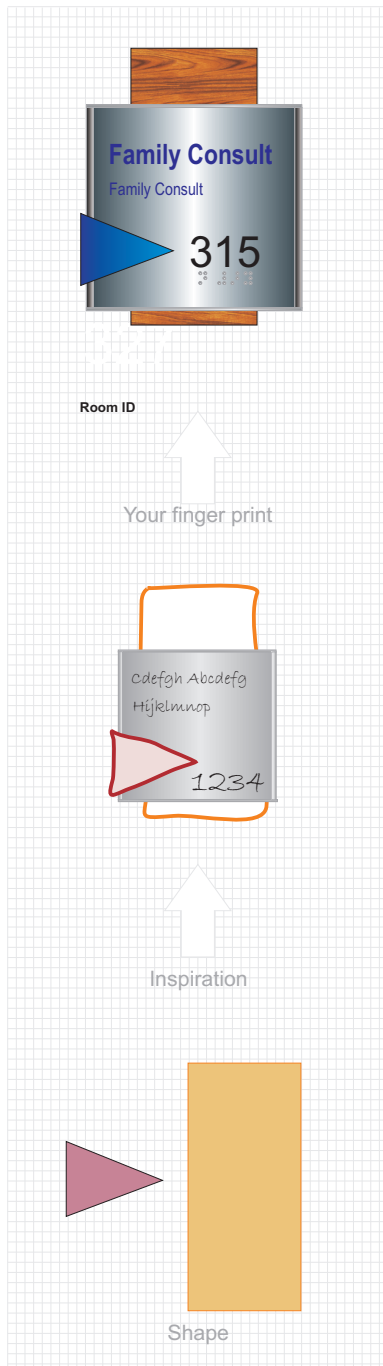 Family Consult
Family Consult
315
Room ID
Your finger print
Cdefgh Abcdefg
Hijklmnop
1234
Inspiration
Shape